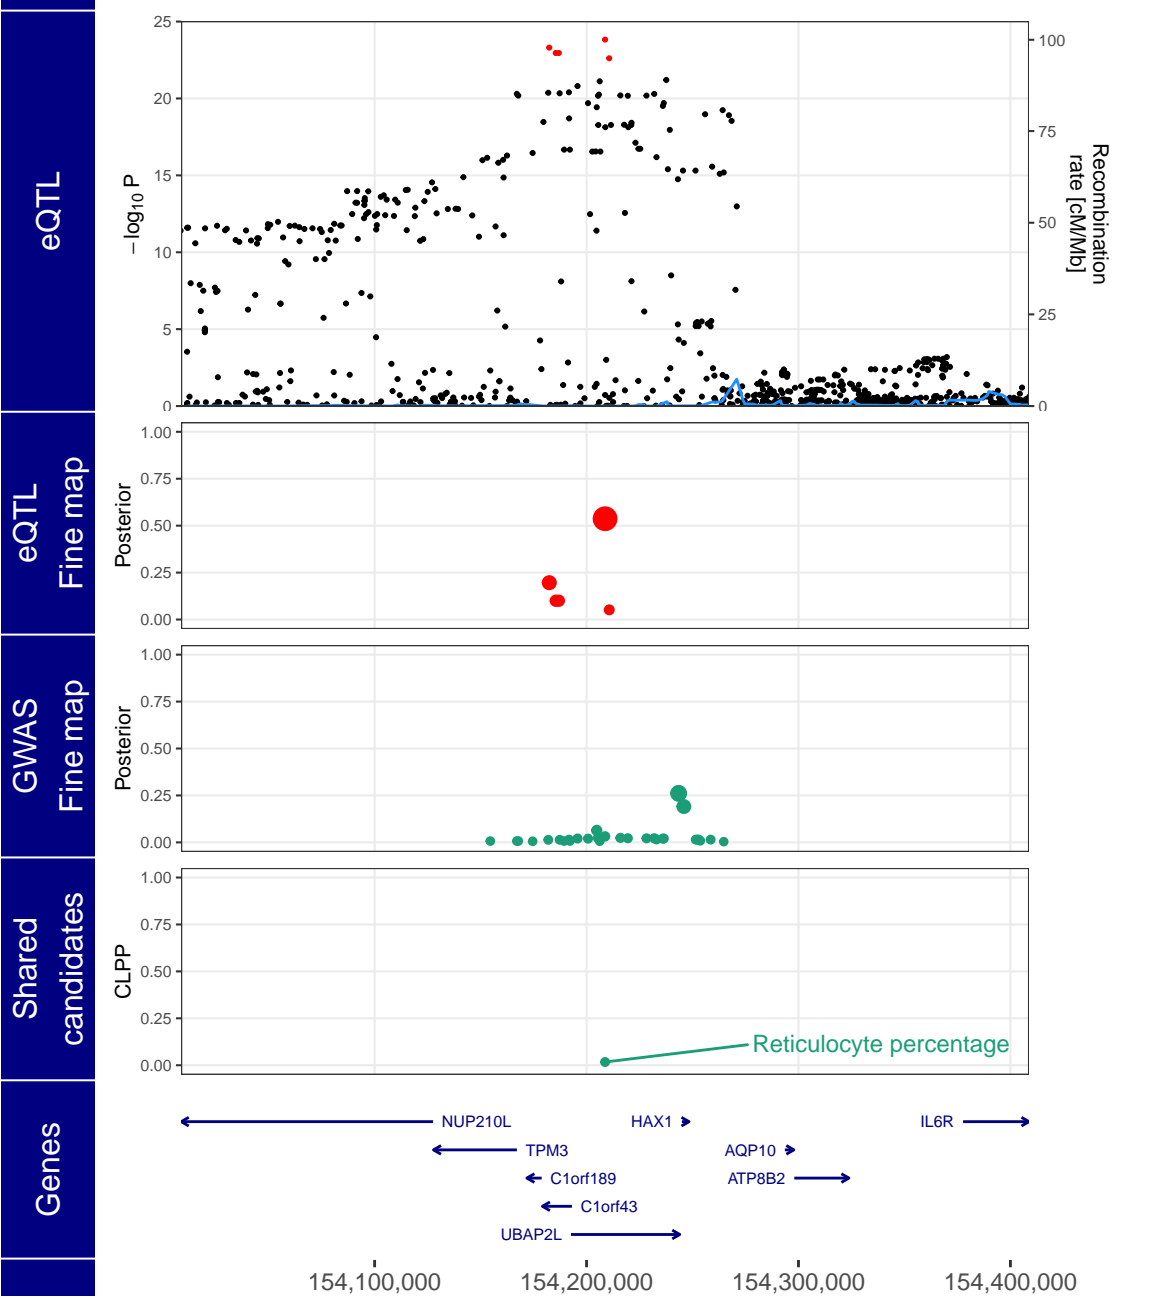 eQTL
25
20
15
10
5
0
−log10 P
100
75
50
25
0
Recombination
rate [cM/Mb]
eQTL
Fine map
1.00
0.75
0.50
0.25
0.00
Posterior
GWAS
Fine map
1.00
0.75
0.50
0.25
0.00
Posterior
Shared
candidates
1.00
0.75
0.50
0.25
0.00
CLPP
Reticulocyte percentage
Genes
NUP210L
HAX1
IL6R
TPM3
AQP10
C1orf189
ATP8B2
C1orf43
UBAP2L
154,100,000
154,200,000
154,300,000
154,400,000